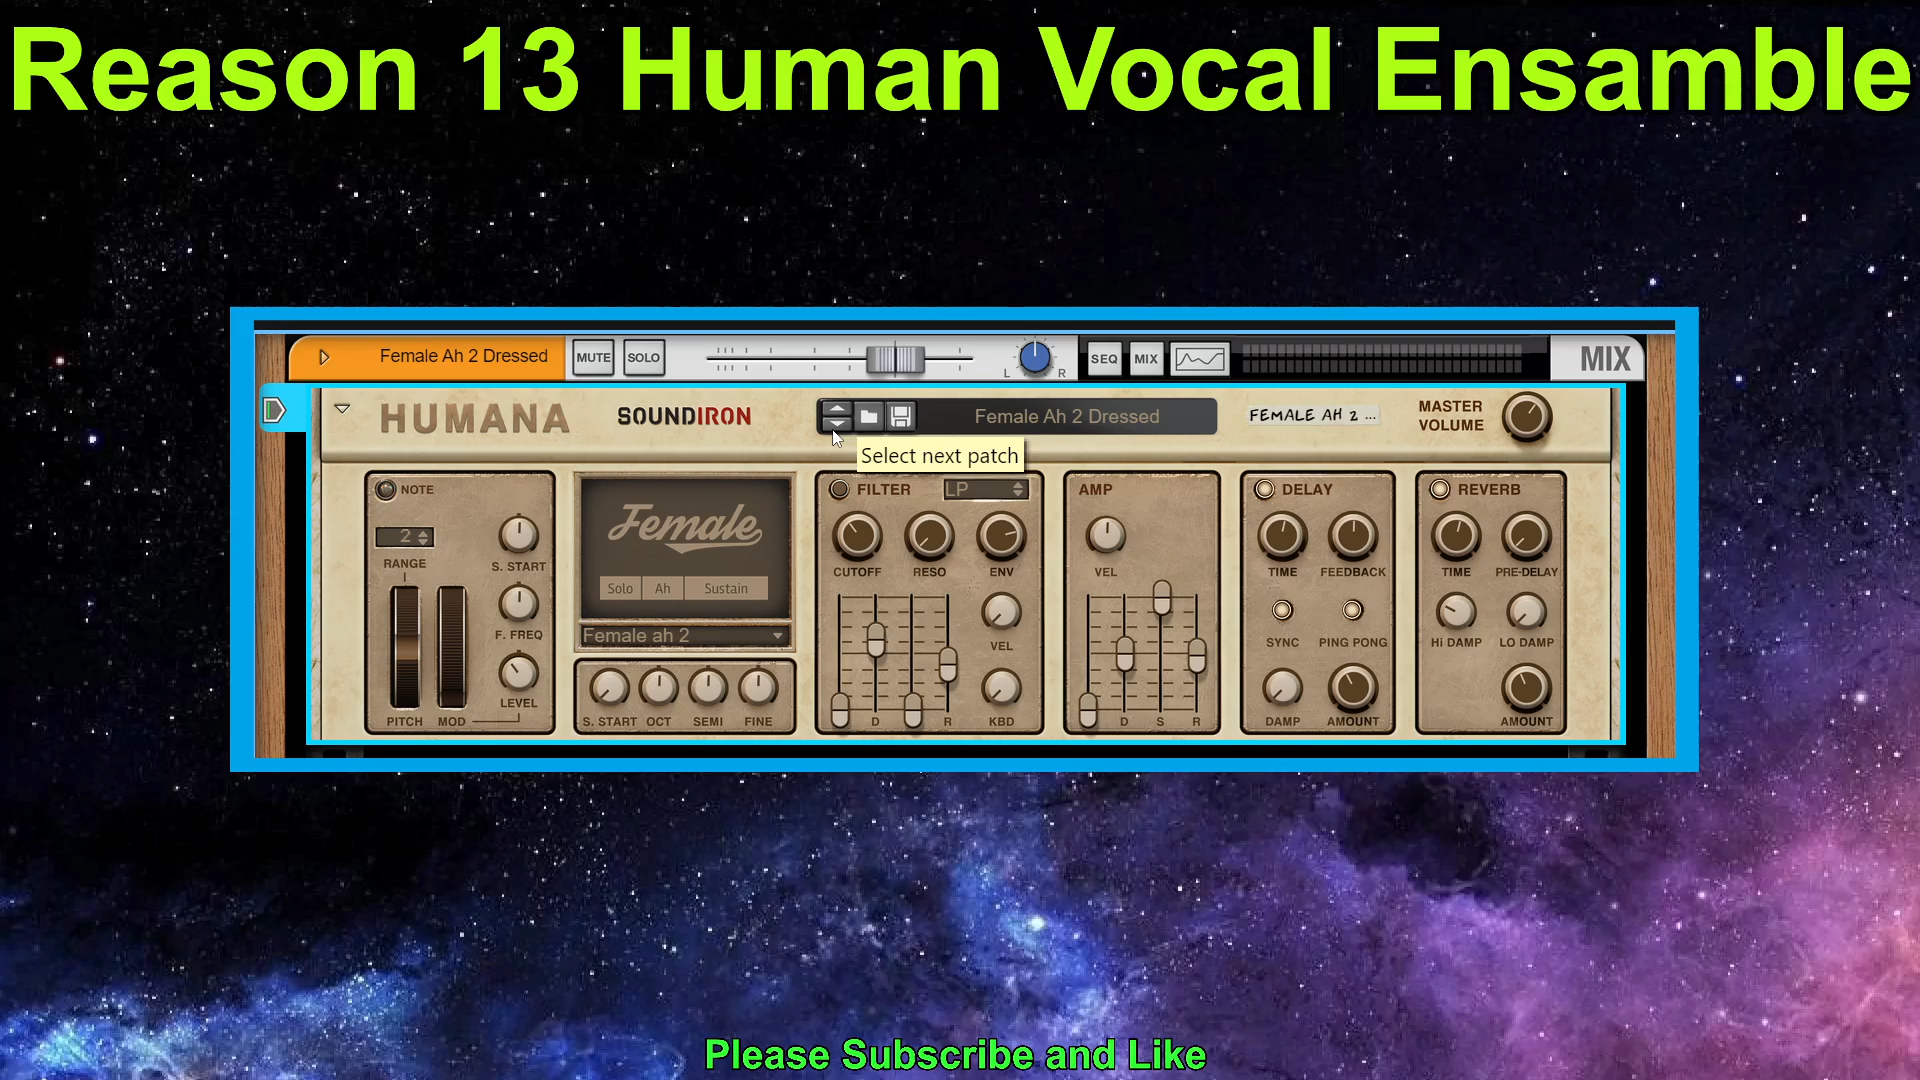 Reason 13 Human Vocal Ensamble
Female Ah 2 Dressed MUTE SOLO L R SEQ MIX MIX
HUMANA SOUNDIRON Female Ah 2 Dressed FEMALE AH 2 ... MASTER VOLUME
Select next patch
NOTE 2 RANGE S. START F. FREQ LEVEL PITCH MOD
Female
Solo Ah Sustain
Female ah 2
S. START OCT SEMI FINE
FILTER LP
CUTOFF RESO ENV
VEL
D R KBD
AMP
VEL
D S R
DELAY
TIME FEEDBACK
SYNC PING PONG
DAMP AMOUNT
REVERB
TIME PRE-DELAY
Hi DAMP LO DAMP
AMOUNT
Please Subscribe and Like